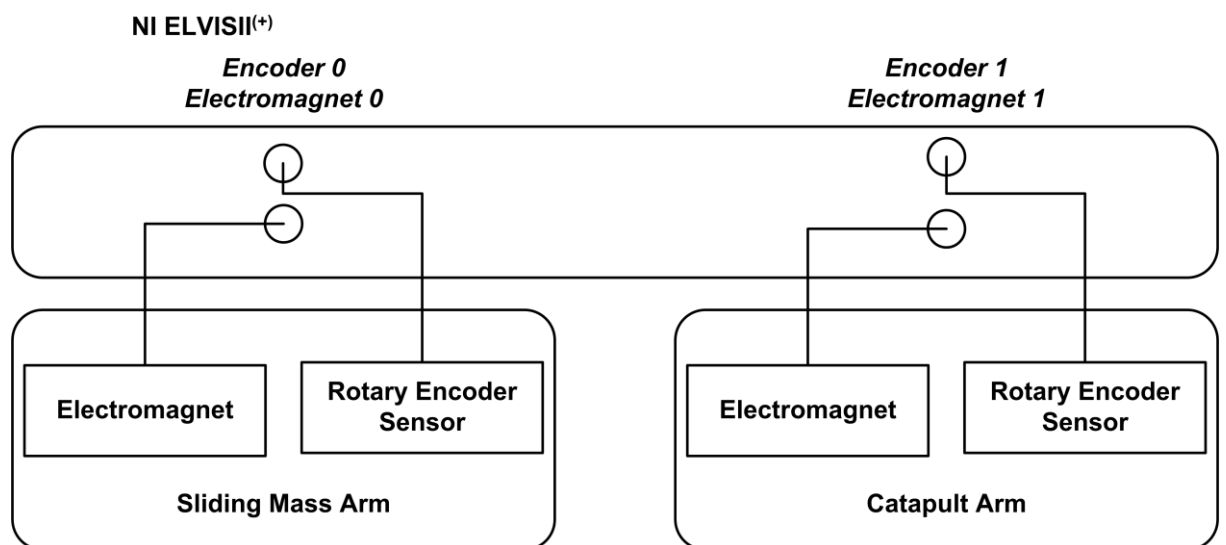 NI ELVISII(+)
Encoder 0
Electromagnet 0
Encoder 1
Electromagnet 1
Electromagnet
Rotary Encoder
Sensor
Sliding Mass Arm
Electromagnet
Rotary Encoder
Sensor
Catapult Arm